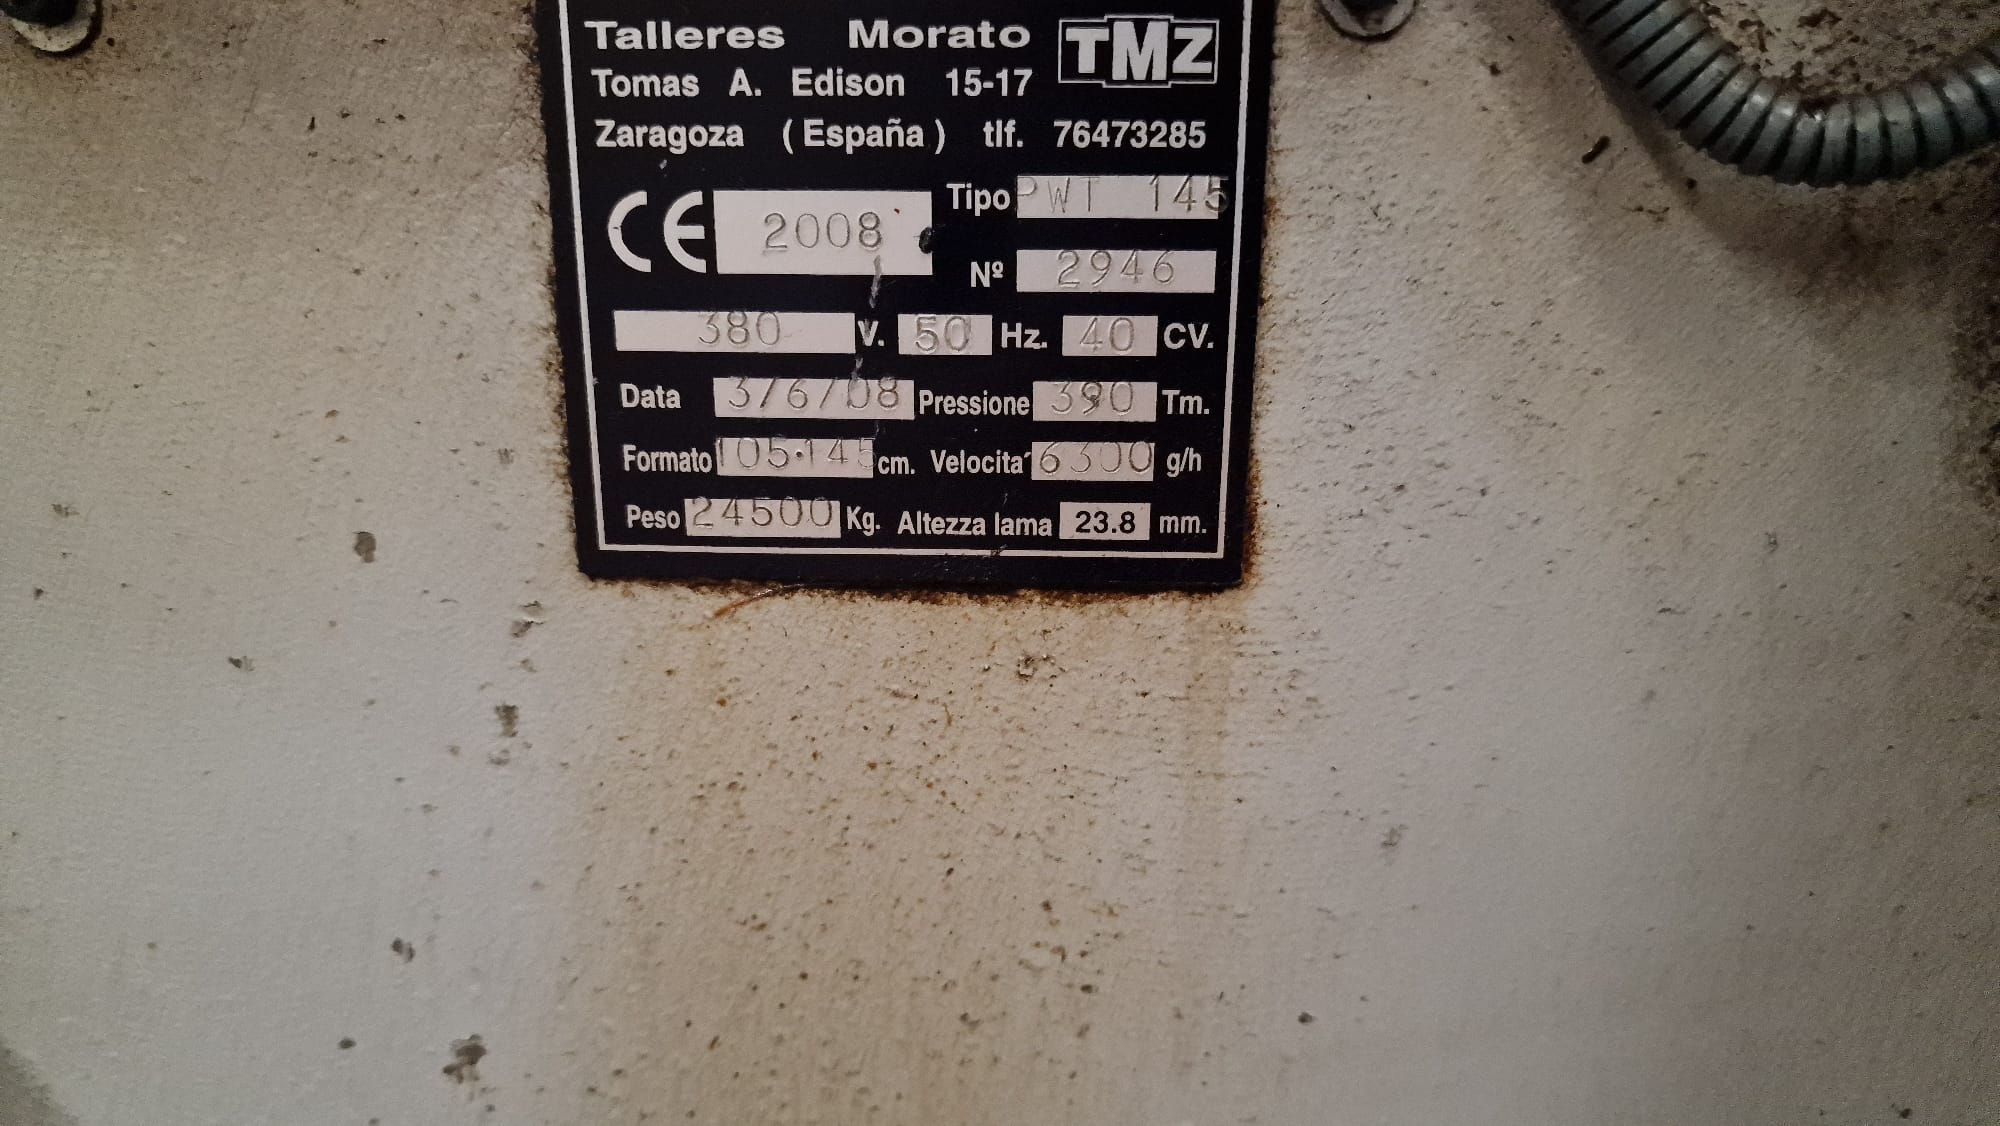 Talleres Morato TMZ
Tomas A. Edison 15-17
Zaragoza (España) tlf. 76473285
CE 2008 Tipo PWT 145
Nº 2946
380 V. 50 Hz. 40 CV.
Data 3/6/08 Pressione 390 Tm.
Formato 105·145 cm. Velocita' 6300 g/h
Peso 24500 Kg. Altezza lama 23.8 mm.